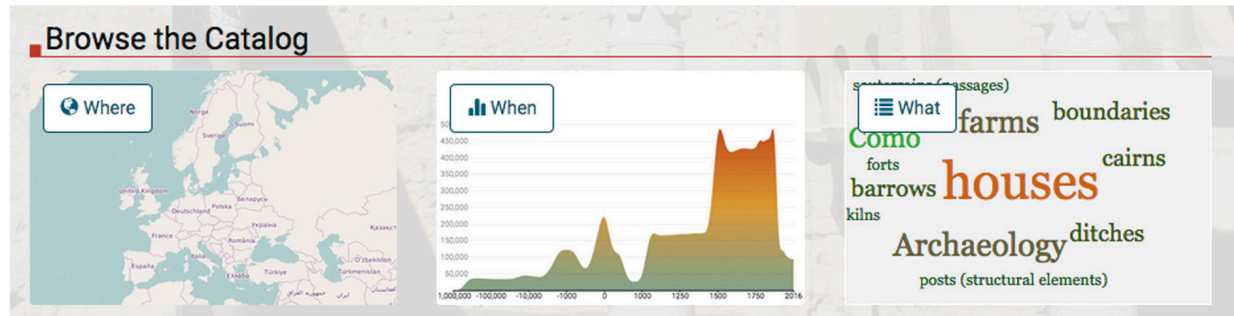 Browse the Catalog
Where
Norge
Suomi
Sverige
United Kingdom
Беларусь
Polska
Deutschland
Україна
France
Казахст
România
Italia
España
Ελλάδα
Türkiye
O'zbekiston
Türkmenistan
ایران
When
450,000
400,000
350,000
300,000
250,000
200,000
150,000
100,000
50,000
1,000,000 -100,000 -10,000 -1000 0 1000 1250 1500 1750 2016
What
farms
boundaries
Como
forts
cairns
barrows
houses
kilns
Archaeology
ditches
posts (structural elements)